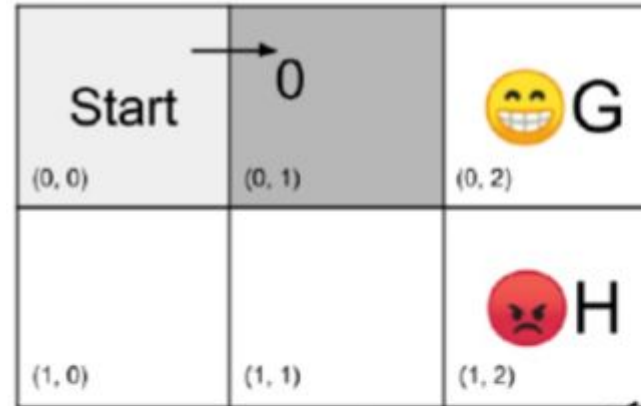 Start
0
G
(0, 0)
(0, 1)
(0, 2)
H
(1, 0)
(1, 1)
(1, 2)